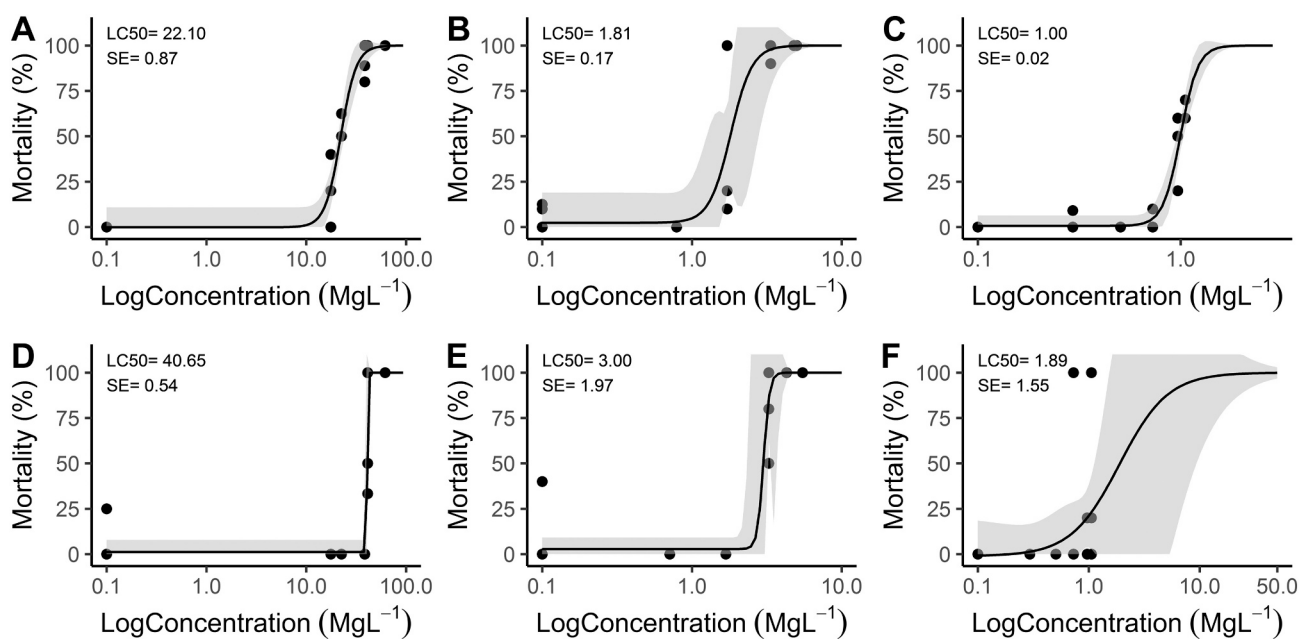 A
LC50= 22.10
SE= 0.87
Mortality (%)
100
75
50
25
0
0.1 1.0 10.0 100.0
LogConcentration (MgL⁻¹)
B
LC50= 1.81
SE= 0.17
Mortality (%)
100
75
50
25
0
0.1 1.0 10.0
LogConcentration (MgL⁻¹)
C
LC50= 1.00
SE= 0.02
Mortality (%)
100
75
50
25
0
0.1 1.0
LogConcentration (MgL⁻¹)
D
LC50= 40.65
SE= 0.54
Mortality (%)
100
75
50
25
0
0.1 1.0 10.0 100.0
LogConcentration (MgL⁻¹)
E
LC50= 3.00
SE= 1.97
Mortality (%)
100
75
50
25
0
0.1 1.0 10.0
LogConcentration (MgL⁻¹)
F
LC50= 1.89
SE= 1.55
Mortality (%)
100
75
50
25
0
0.1 1.0 10.0 50.0
LogConcentration (MgL⁻¹)